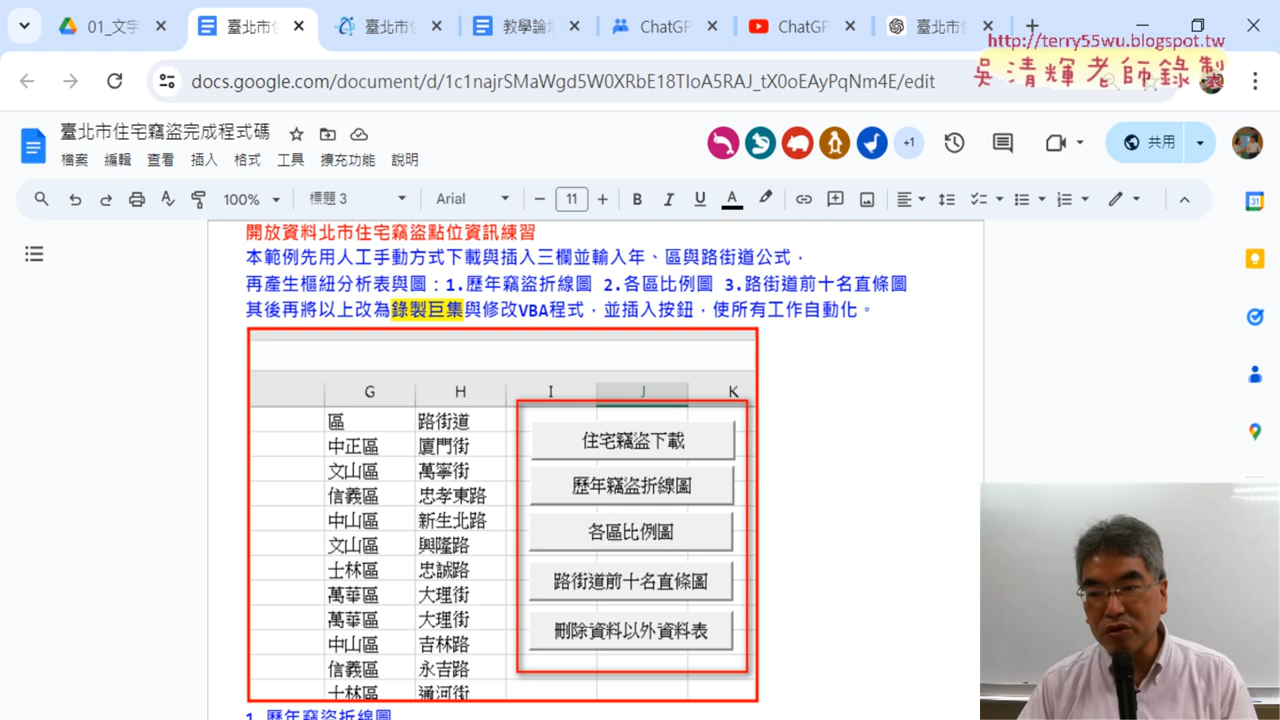 01_文字
臺北市住
臺北市住
教學論壇
ChatGP
ChatGP
臺北市住
http://terry55wu.blogspot.tw
吳清輝老師錄製
docs.google.com/document/d/1c1najrSMaWgd5W0XRbE18TIoA5RAJ_tX0oEAyPqNm4E/edit
臺北市住宅竊盜完成程式碼
+1
共用
檔案 編輯 查看 插入 格式 工具 擴充功能 說明
100% 標題 3 Arial 11 B I U A
31
開放資料北市住宅竊盜點位資訊練習
本範例先用人工手動方式下載與插入三欄並輸入年、區與路街道公式，
再產生樞紐分析表與圖：1.歷年竊盜折線圖 2.各區比例圖 3.路街道前十名直條圖
其後再將以上改為錄製巨集與修改VBA程式，並插入按鈕，使所有工作自動化。
G H I J K
區 路街道
中正區 廈門街
文山區 萬寧街
信義區 忠孝東路
中山區 新生北路
文山區 興隆路
士林區 忠誠路
萬華區 大理街
萬華區 大理街
中山區 吉林路
信義區 永吉路
士林區 通河街
住宅竊盜下載
歷年竊盜折線圖
各區比例圖
路街道前十名直條圖
刪除資料以外資料表
1.歷年竊盜折線圖